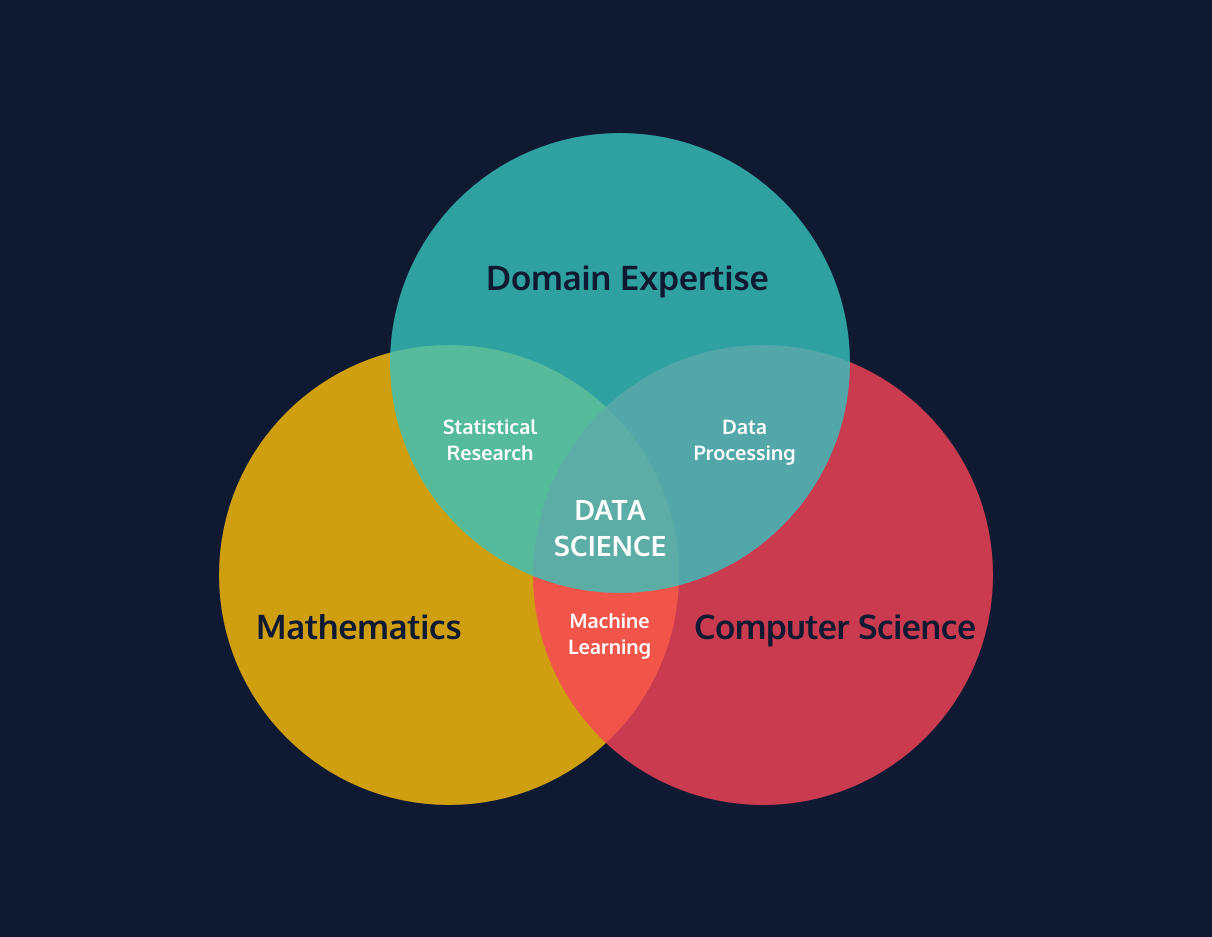 Domain Expertise
Statistical
Research
Data
Processing
DATA
SCIENCE
Mathematics
Machine
Learning
Computer Science